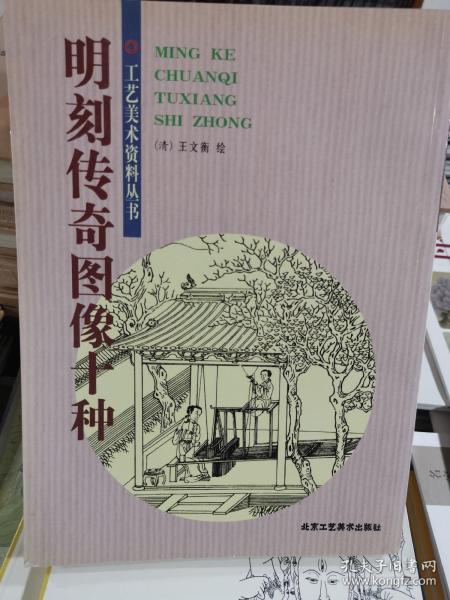 明刻传奇图像十种
工艺美术资料丛书
MING KE
CHUANQI
TUXIANG
SHI ZHONG
(清) 王文衡 绘
北京工艺美术出版社
孔夫子旧书网
www.kongfz.com